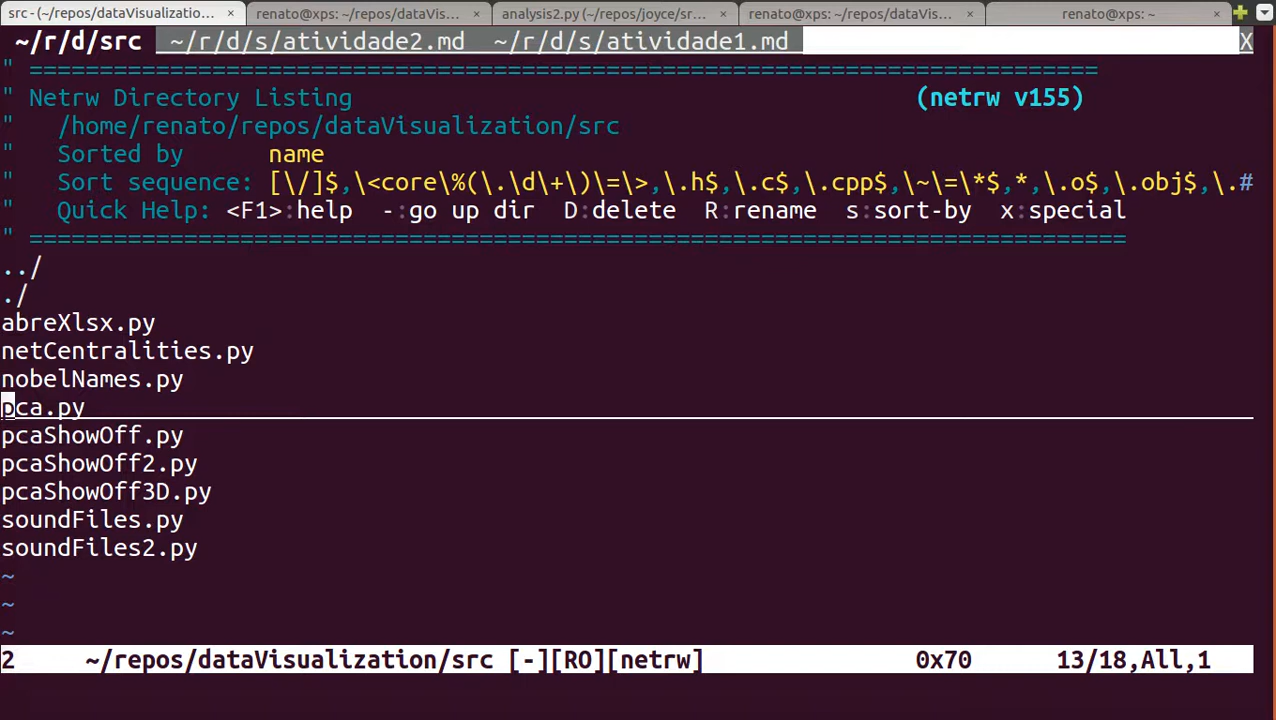 src - (~/repos/dataVisualizatio... × renato@xps: ~/repos/dataVis... × analysis2.py (~/repos/joyce/sr... × renato@xps: ~/repos/dataVis... × renato@xps: ~ ×
~/r/d/src ~/r/d/s/atividade2.md ~/r/d/s/atividade1.md X
" ============================================================================
" Netrw Directory Listing (netrw v155)
" /home/renato/repos/dataVisualization/src
" Sorted by name
" Sort sequence: [\/]$,\<core\%(\.\d\+\)\=\>,\.h$,\.c$,\.cpp$,\~\=\*$,*,\.o$,\.obj$,\.#
" Quick Help: <F1>:help -:go up dir D:delete R:rename s:sort-by x:special
" ==============================================================================
../
./
abreXlsx.py
netCentralities.py
nobelNames.py
pca.py
pcaShowOff.py
pcaShowOff2.py
pcaShowOff3D.py
soundFiles.py
soundFiles2.py
~
~
~
2 ~/repos/dataVisualization/src [-][RO][netrw] 0x70 13/18,All,1